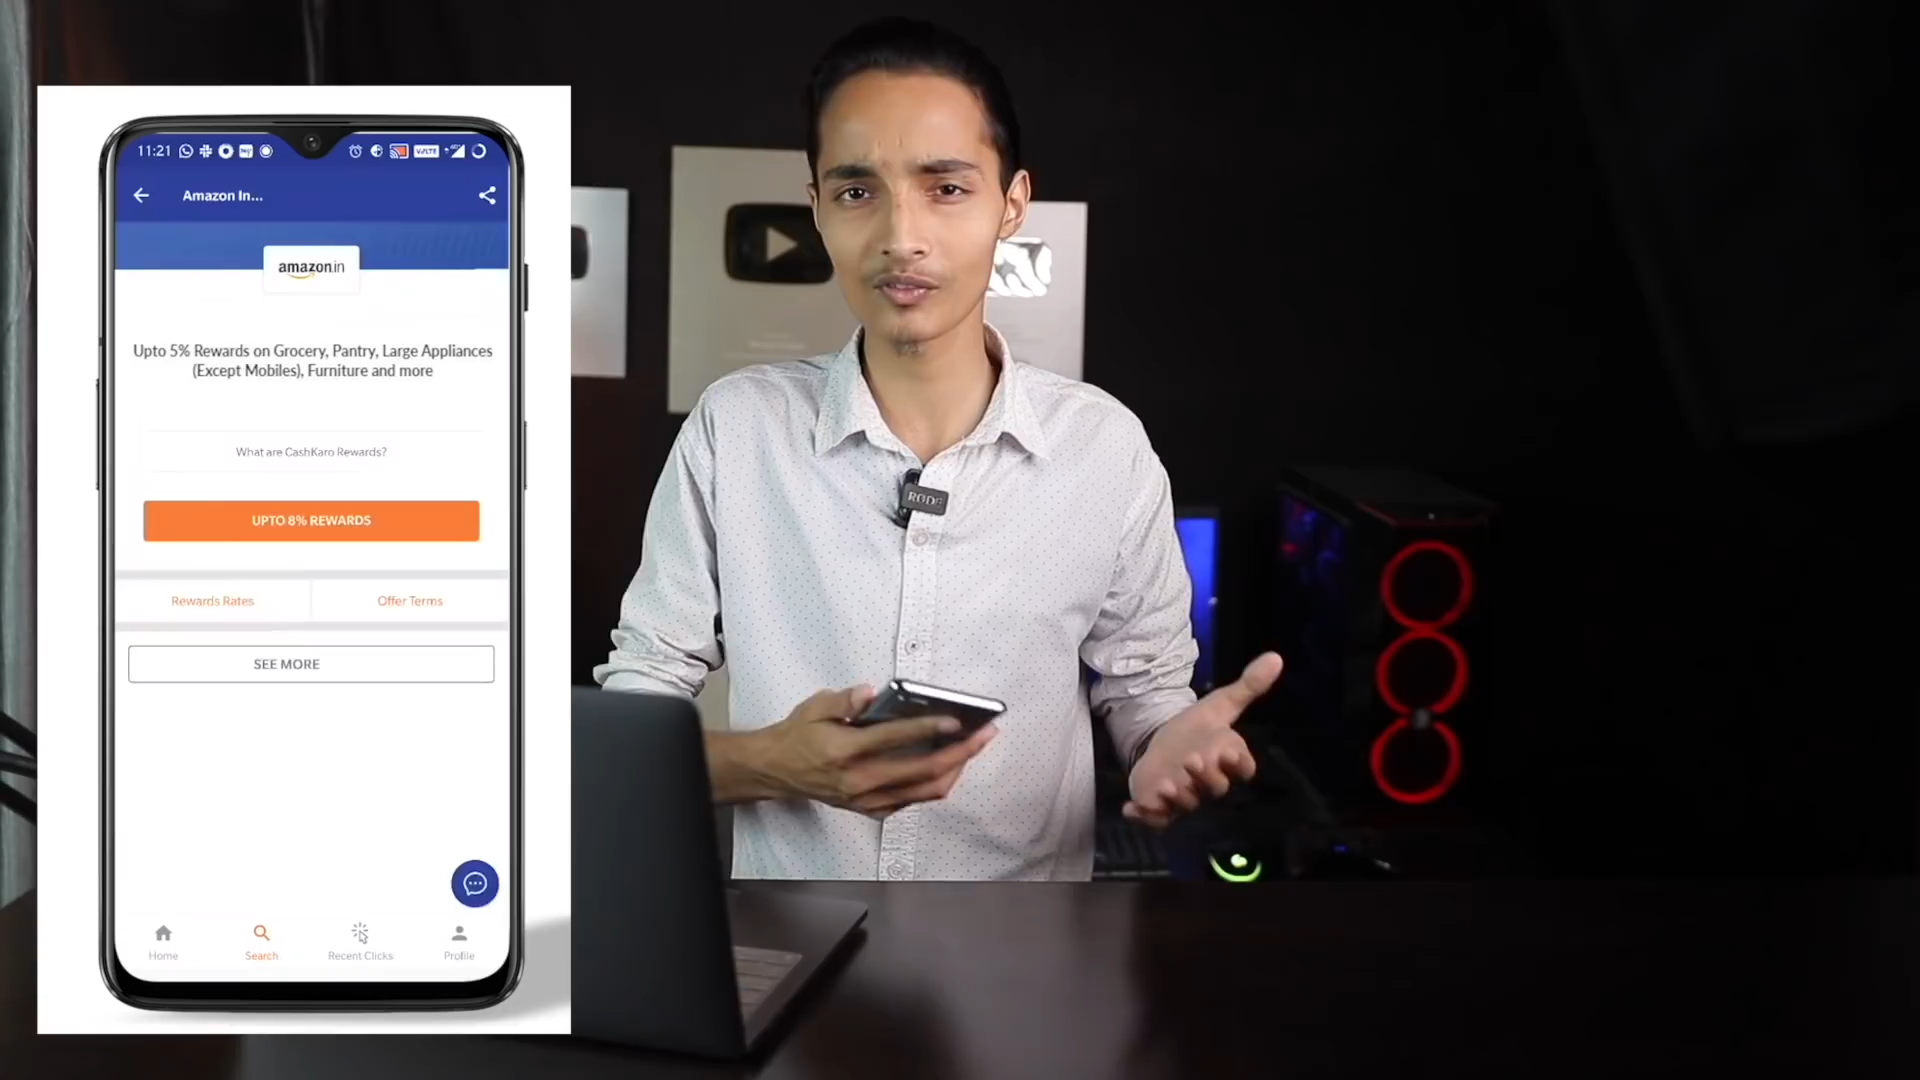 11:21
VoLTE
Amazon In...
amazon.in
Upto 5% Rewards on Grocery, Pantry, Large Appliances
(Except Mobiles), Furniture and more
What are CashKaro Rewards?
UPTO 8% REWARDS
Rewards Rates
Offer Terms
SEE MORE
Home
Search
Recent Clicks
Profile
RODE